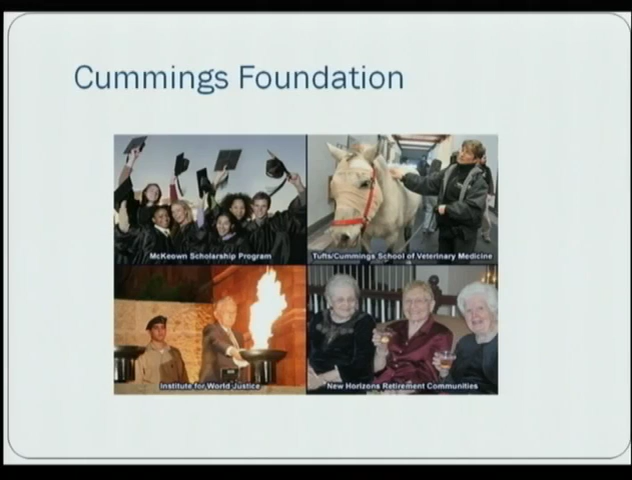 Cummings Foundation
McKeown Scholarship Program
Tufts/Cummings School of Veterinary Medicine
Institute for World Justice
New Horizons Retirement Communities